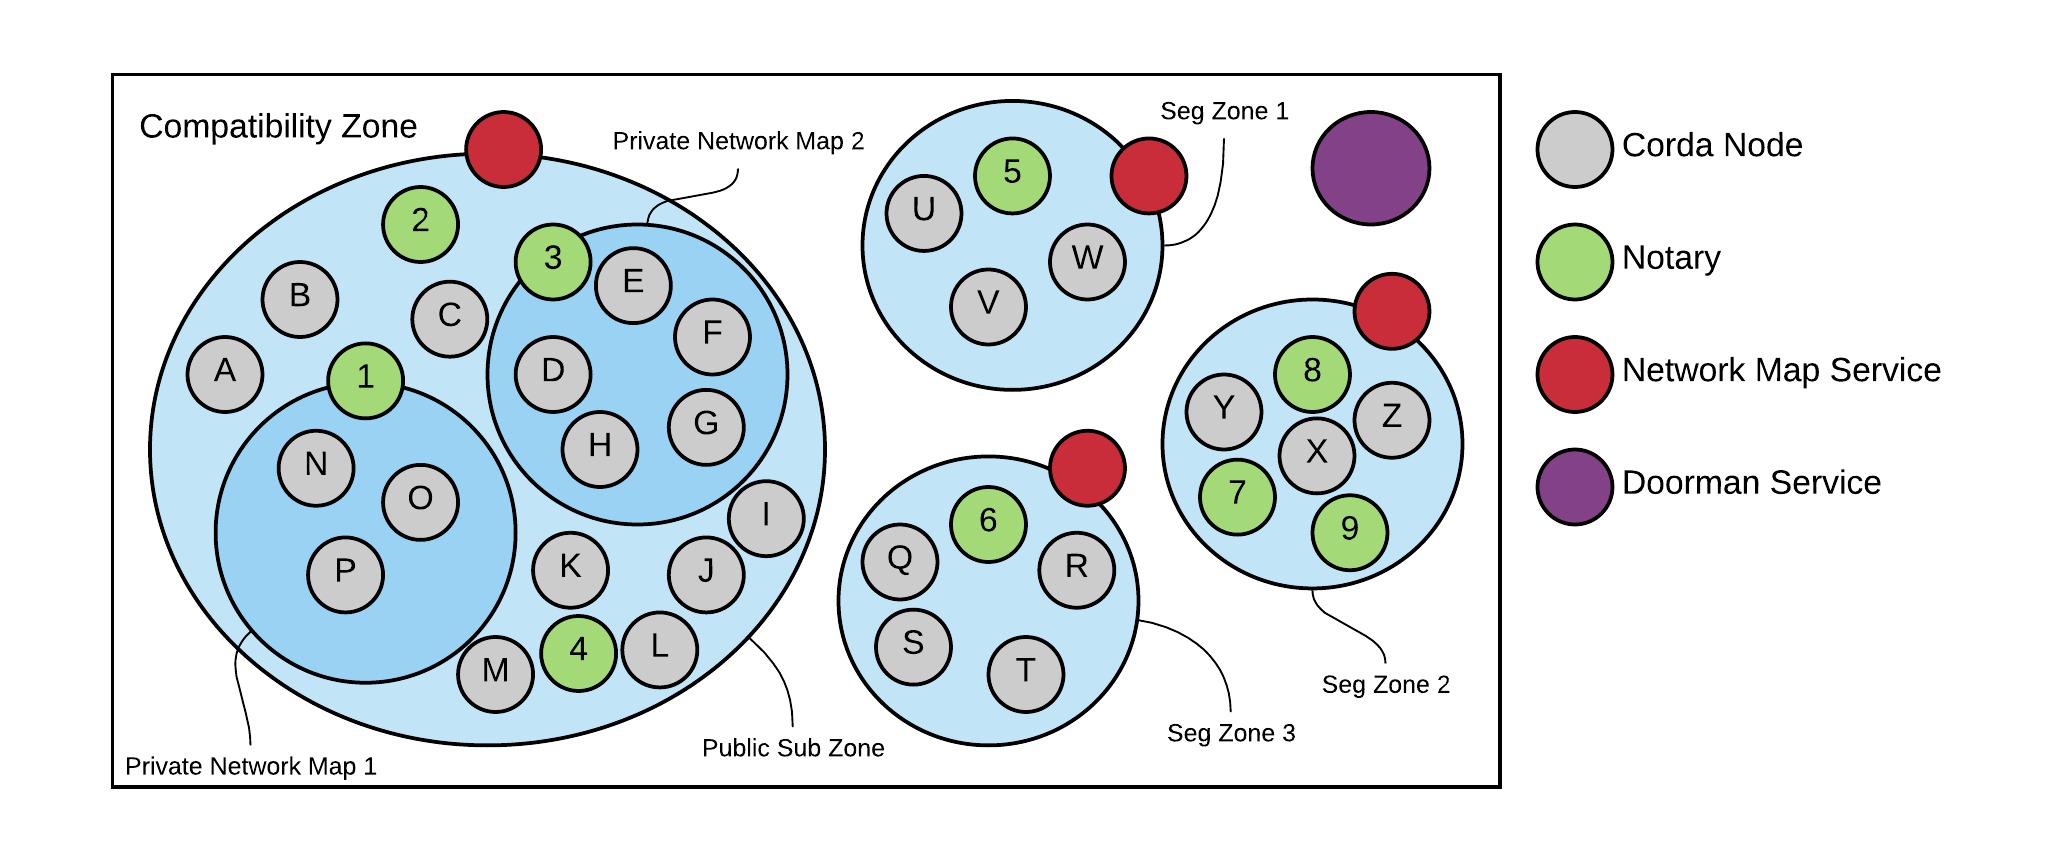 Compatibility Zone
Private Network Map 2
Seg Zone 1
2
3
E
B
C
F
A
1
D
H
G
N
O
P
I
K
J
M
4
L
5
U
W
V
8
Y
Z
X
7
9
6
Q
R
S
T
Seg Zone 2
Seg Zone 3
Public Sub Zone
Private Network Map 1
Corda Node
Notary
Network Map Service
Doorman Service